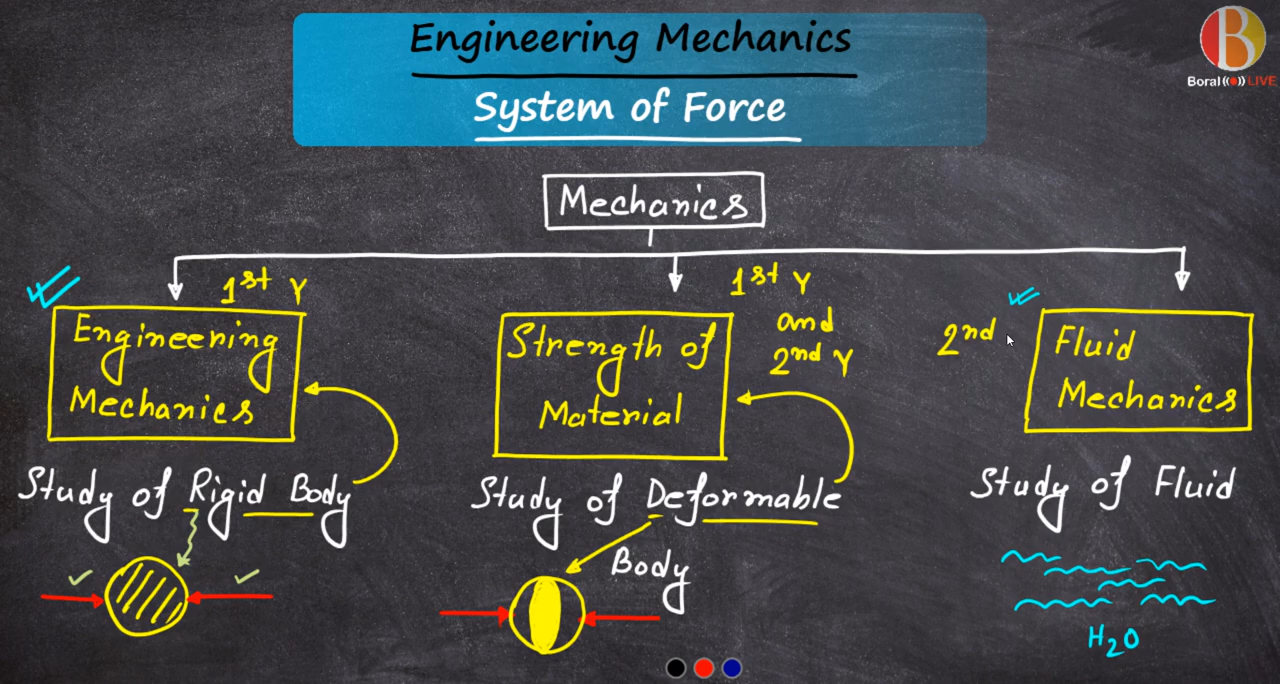 Engineering Mechanics
System of Force
B
Boral((●)) LIVE
Mechanics
1st Y
Engineering
Mechanics
Study of Rigid Body
1st Y
and
2nd Y
Strength of
Material
Study of Deformable
Body
2nd
Fluid
Mechanics
Study of Fluid
H₂O